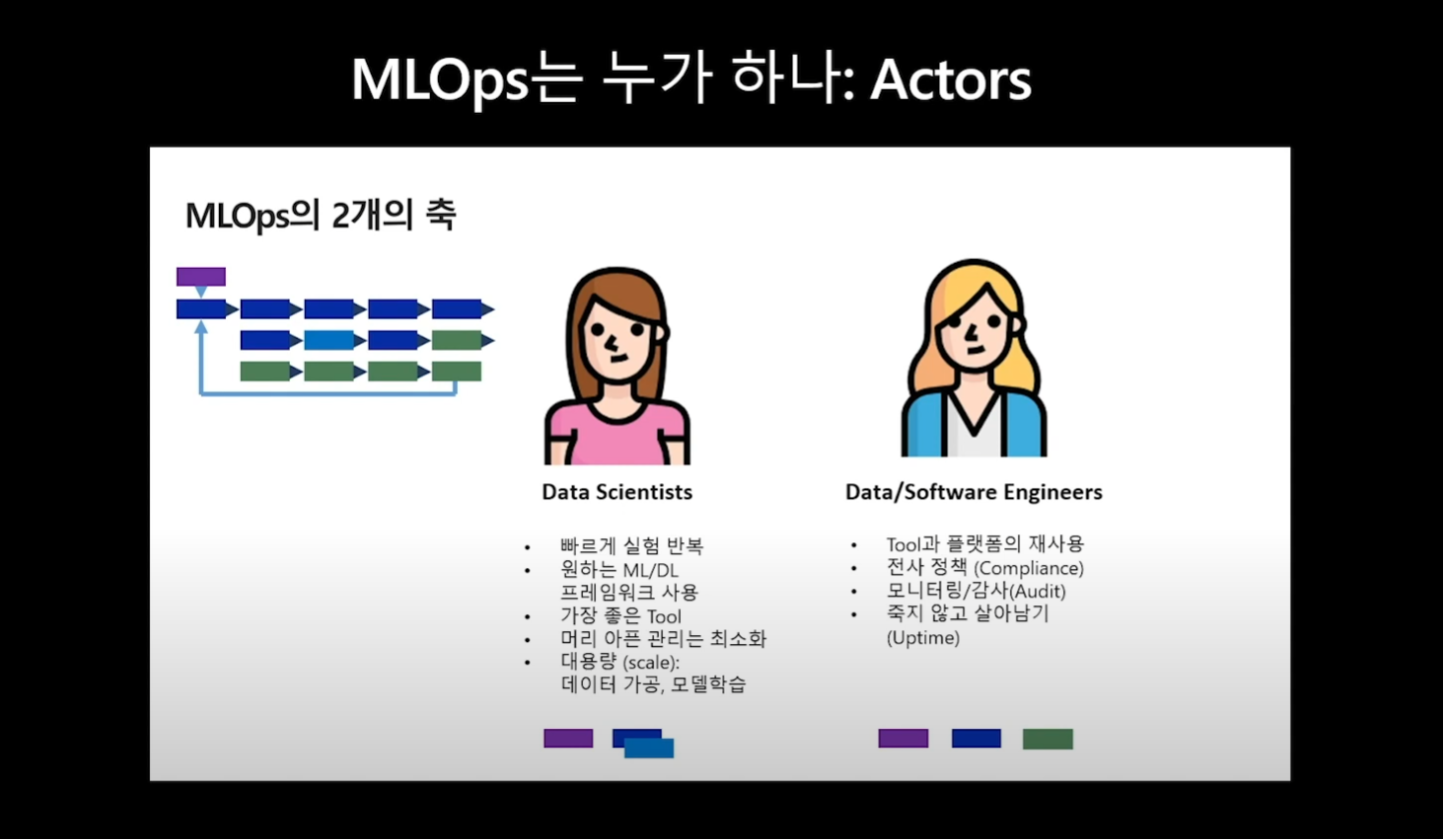 MLOps는 누가 하나: Actors
MLOps의 2개의 축
Data Scientists
• 빠르게 실험 반복
• 원하는 ML/DL
프레임워크 사용
• 가장 좋은 Tool
• 머리 아픈 관리는 최소화
• 대용량 (scale):
데이터 가공, 모델학습
Data/Software Engineers
• Tool과 플랫폼의 재사용
• 전사 정책 (Compliance)
• 모니터링/감사(Audit)
• 죽지 않고 살아남기
(Uptime)